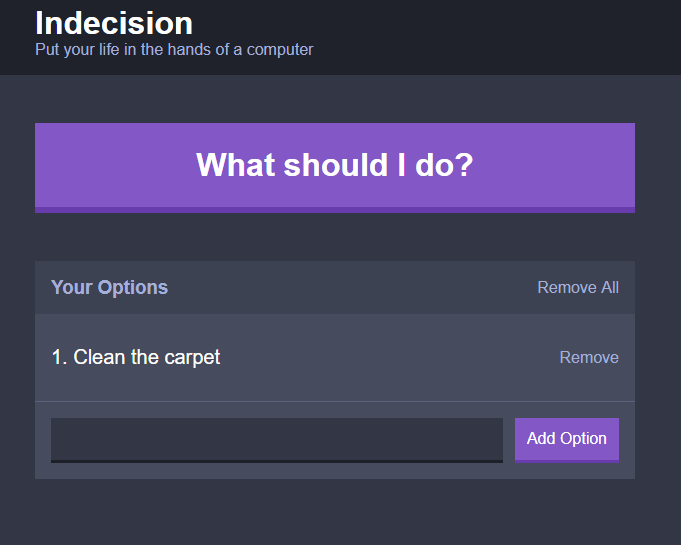 Indecision
Put your life in the hands of a computer
What should I do?
Your Options
Remove All
1. Clean the carpet
Remove
Add Option